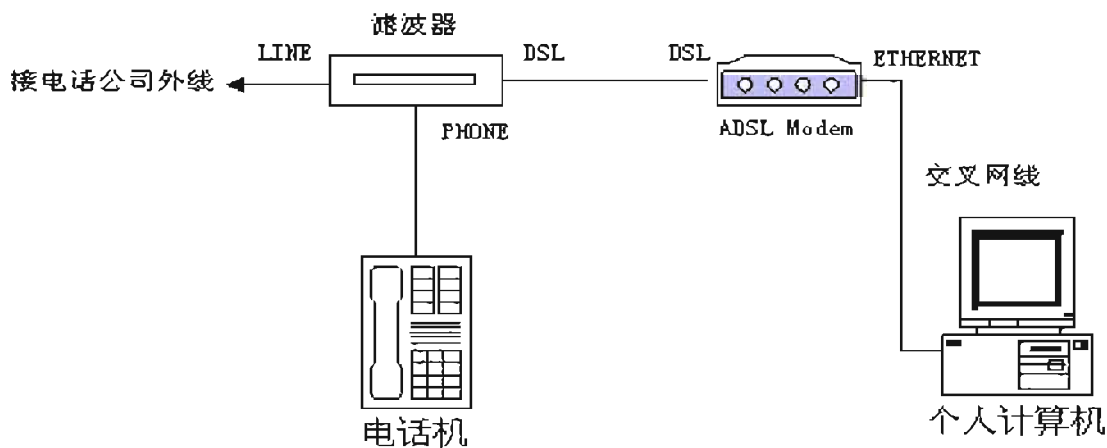 滤波器
LINE
DSL
DSL
ETHERNET
接电话公司外线
PHONE
ADSL Modem
交叉网线
电话机
个人计算机